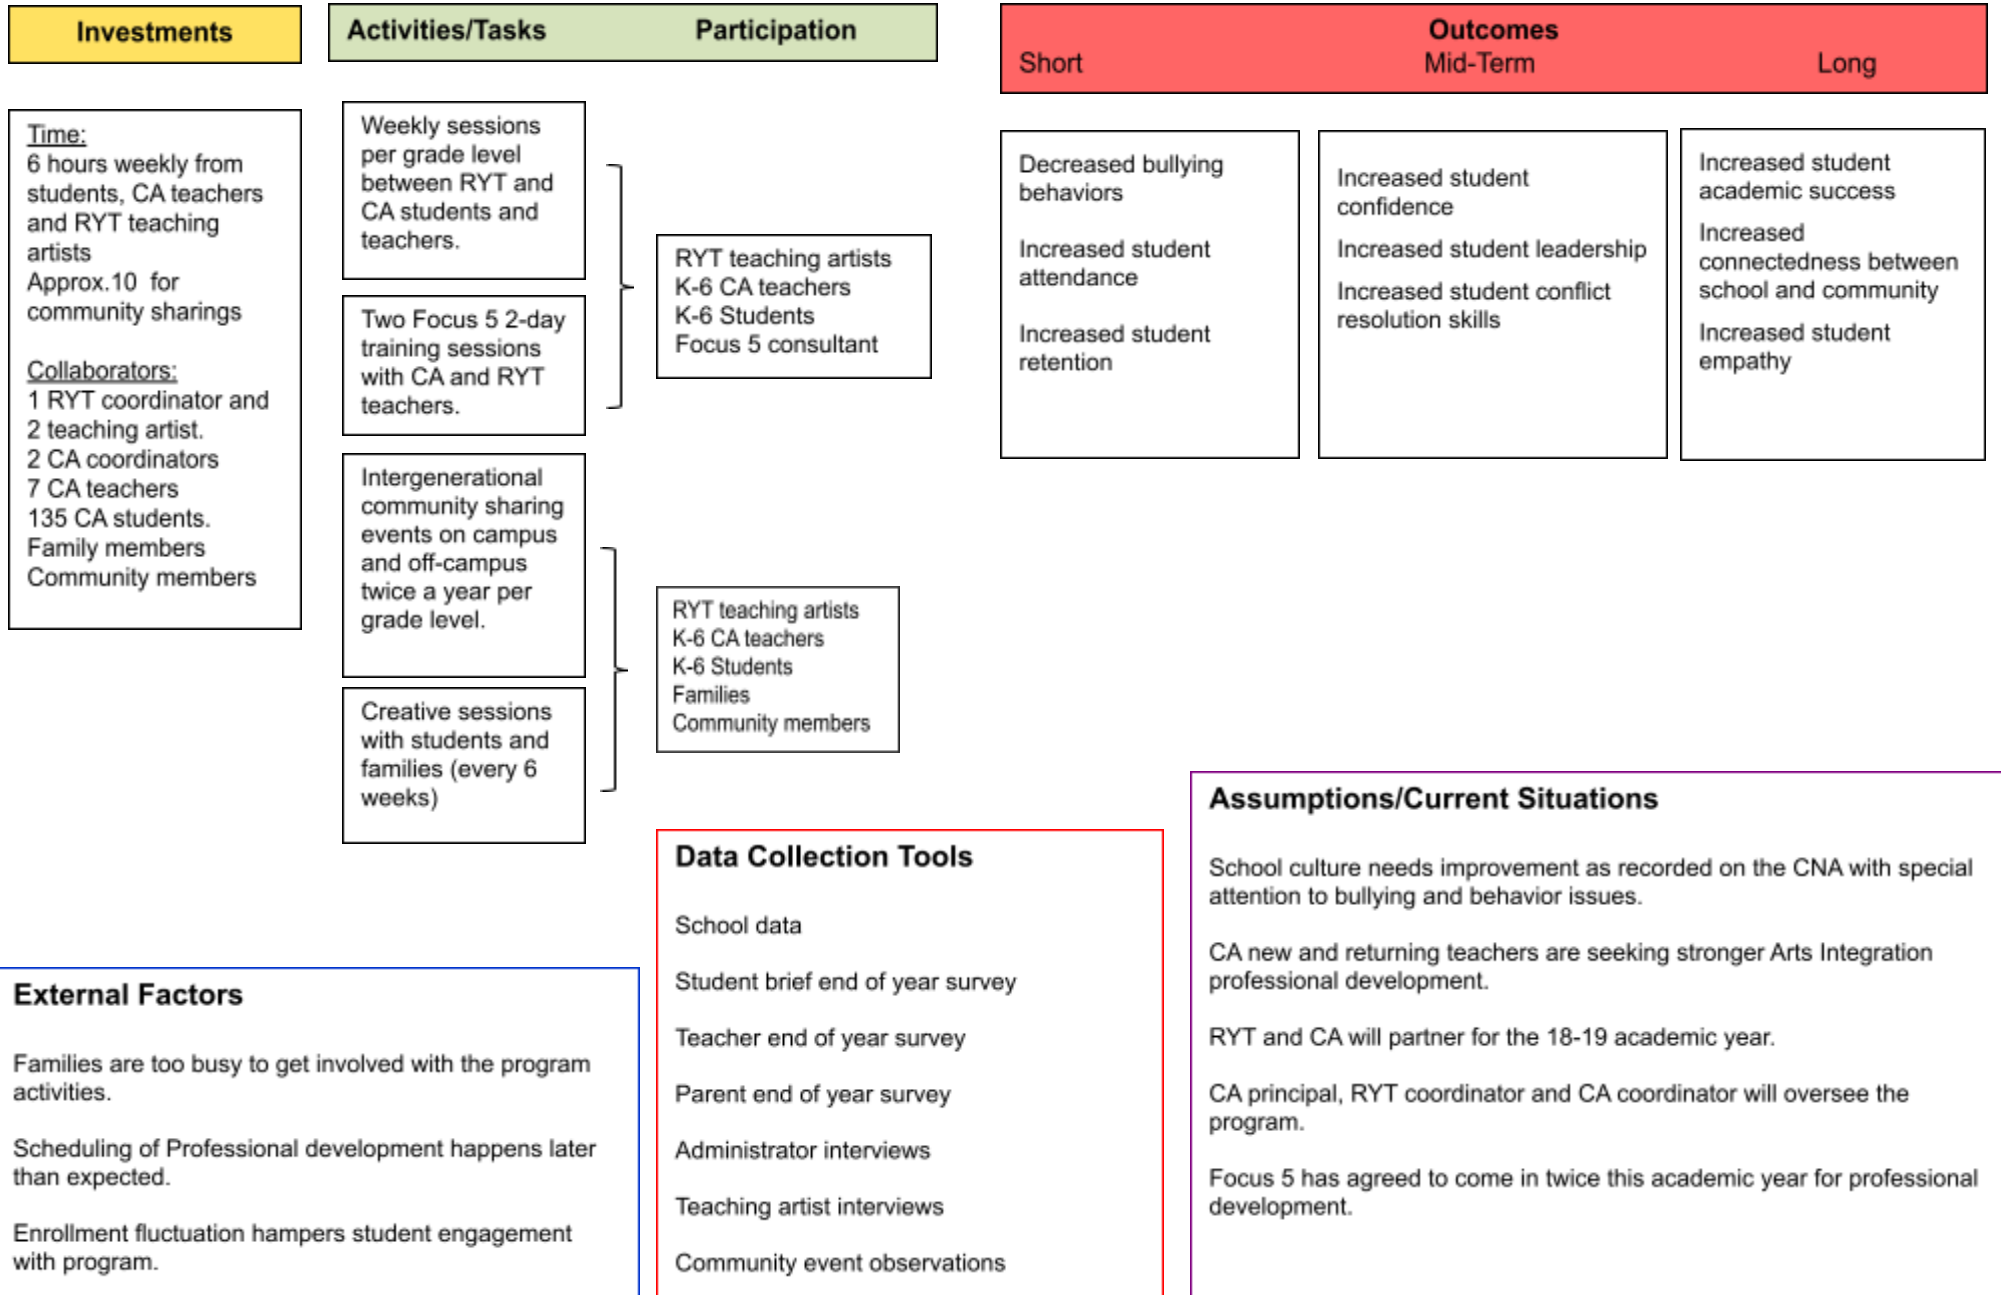 Investments
Activities/Tasks
Participation
Outcomes
Short
Mid-Term
Long
Time:
6 hours weekly from
students, CA teachers
and RYT teaching
artists
Approx.10 for
community sharings
Collaborators:
1 RYT coordinator and
2 teaching artist.
2 CA coordinators
7 CA teachers
135 CA students.
Family members
Community members
Weekly sessions
per grade level
between RYT and
CA students and
teachers.
Two Focus 5 2-day
training sessions
with CA and RYT
teachers.
Intergenerational
community sharing
events on campus
and off-campus
twice a year per
grade level.
Creative sessions
with students and
families (every 6
weeks)
RYT teaching artists
K-6 CA teachers
K-6 Students
Focus 5 consultant
RYT teaching artists
K-6 CA teachers
K-6 Students
Families
Community members
Decreased bullying
behaviors
Increased student
attendance
Increased student
retention
Increased student
confidence
Increased student leadership
Increased student conflict
resolution skills
Increased student
academic success
Increased
connectedness between
school and community
Increased student
empathy
External Factors
Families are too busy to get involved with the program
activities.
Scheduling of Professional development happens later
than expected.
Enrollment fluctuation hampers student engagement
with program.
Data Collection Tools
School data
Student brief end of year survey
Teacher end of year survey
Parent end of year survey
Administrator interviews
Teaching artist interviews
Community event observations
Assumptions/Current Situations
School culture needs improvement as recorded on the CNA with special
attention to bullying and behavior issues.
CA new and returning teachers are seeking stronger Arts Integration
professional development.
RYT and CA will partner for the 18-19 academic year.
CA principal, RYT coordinator and CA coordinator will oversee the
program.
Focus 5 has agreed to come in twice this academic year for professional
development.